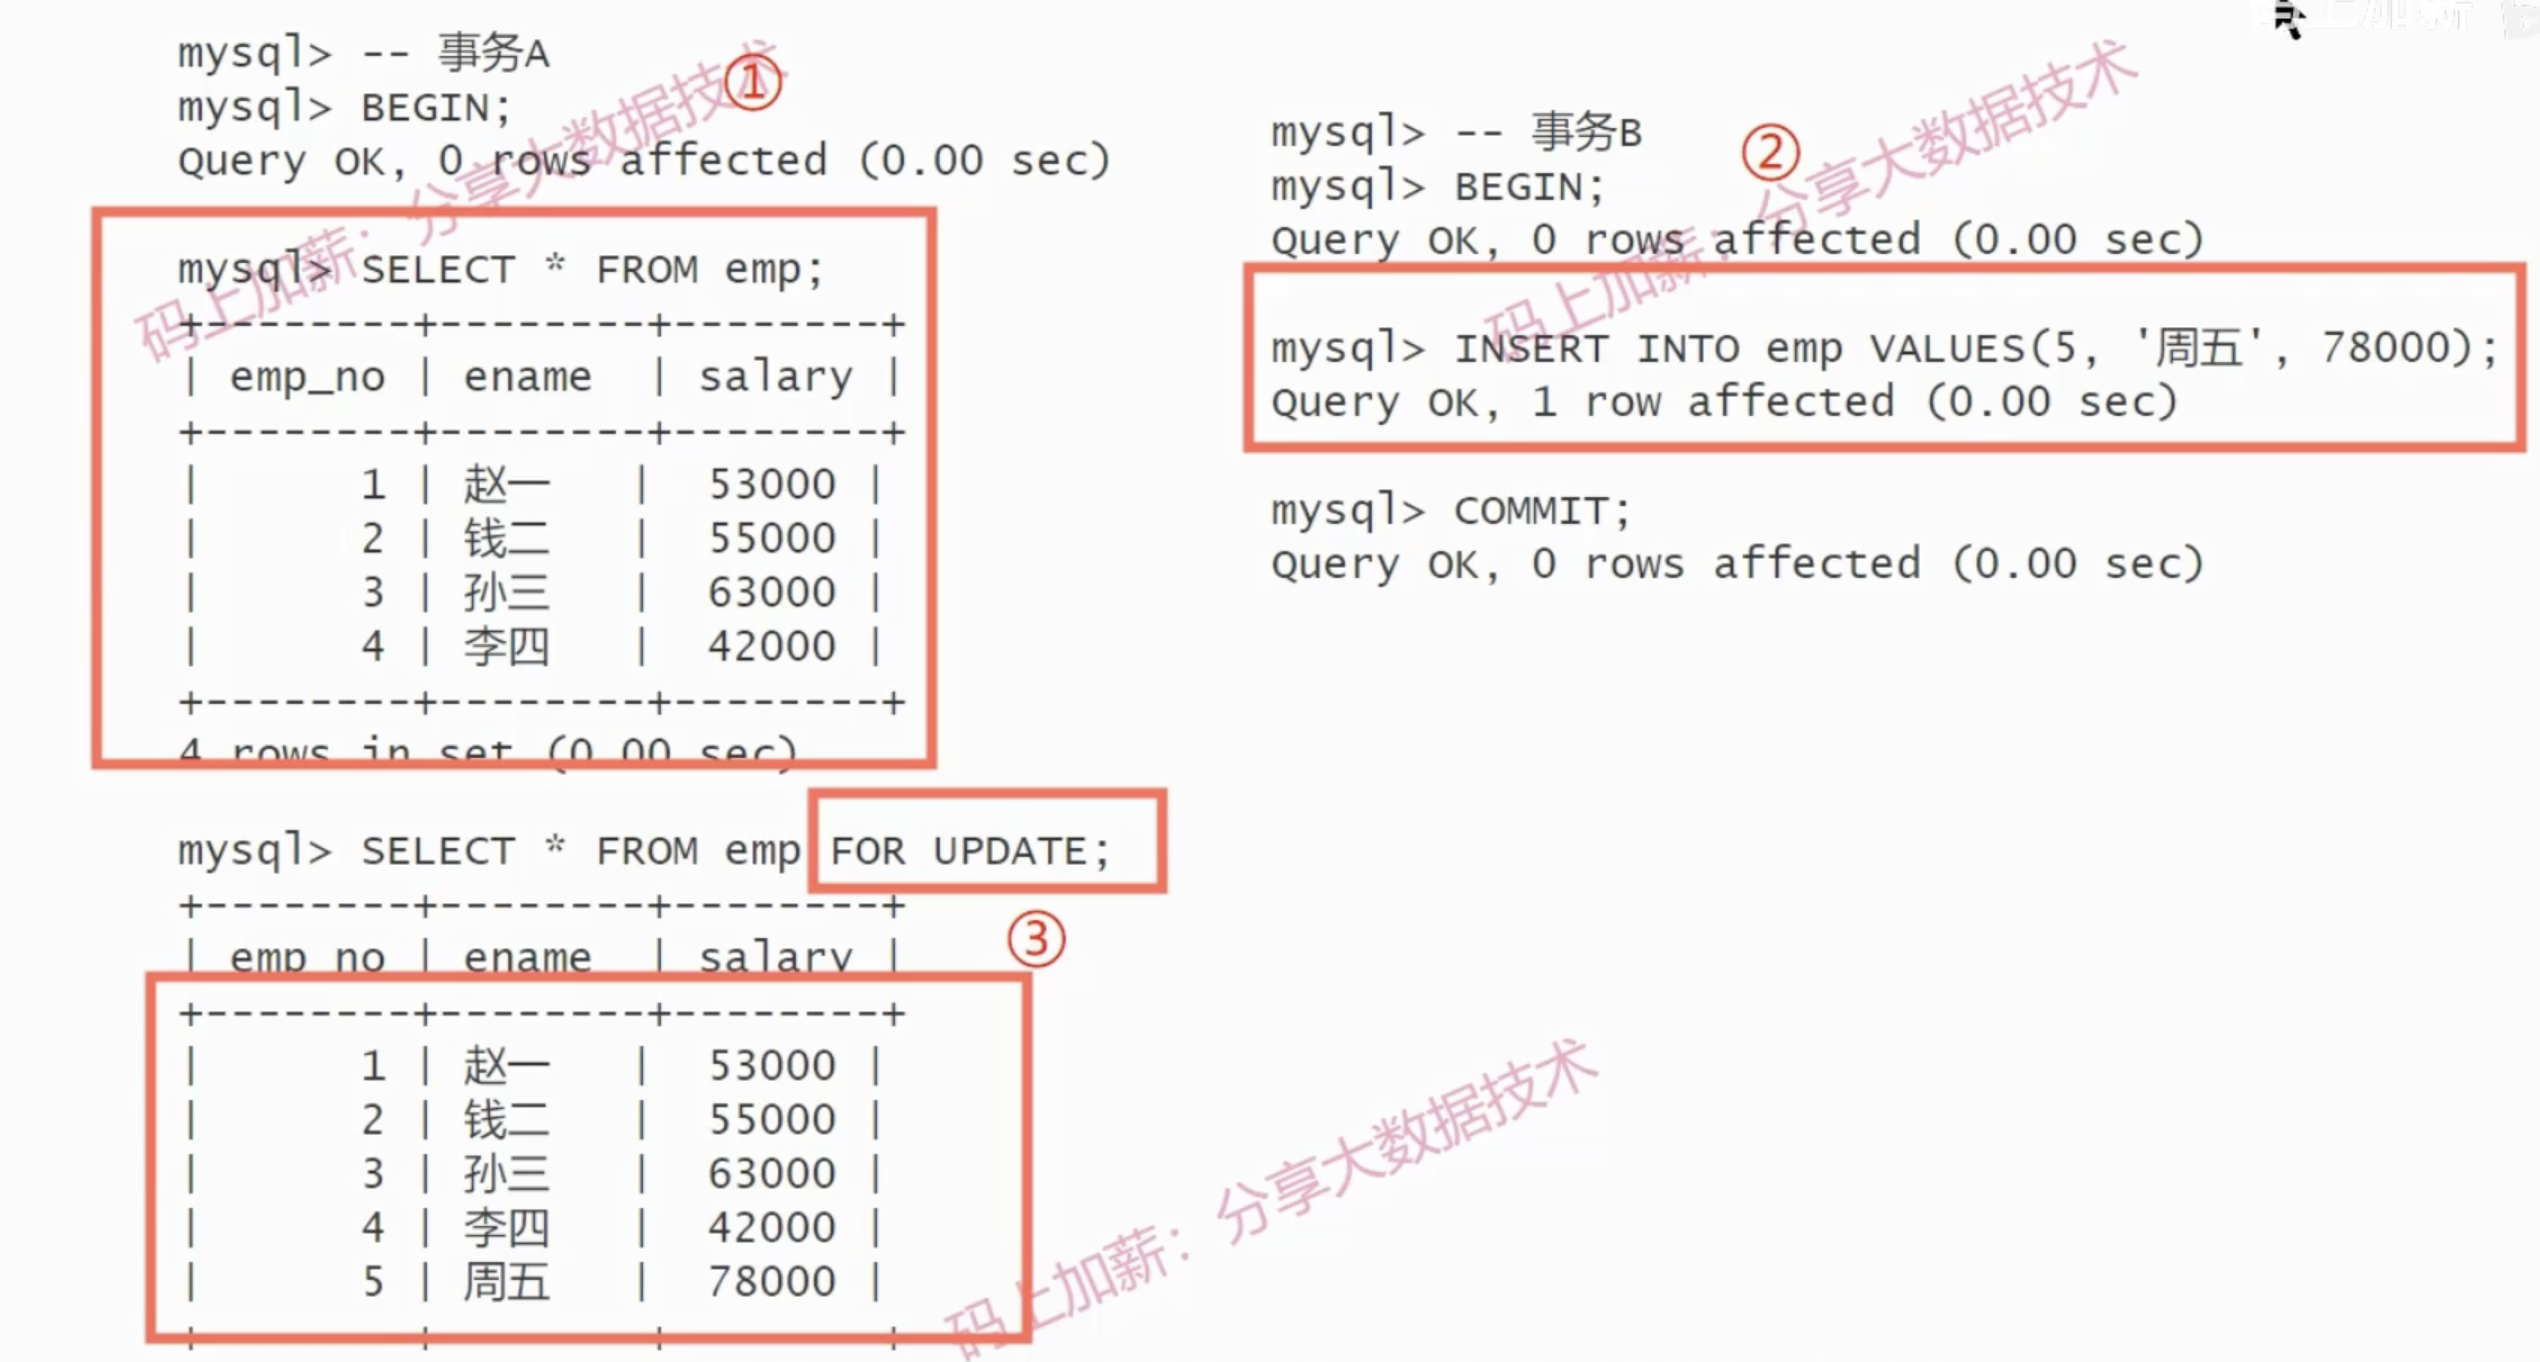 mysql> -- 事务A
mysql> BEGIN;
Query OK, 0 rows affected (0.00 sec)
①
mysql> SELECT * FROM emp;
+--------+--------+--------+
| emp_no | ename  | salary |
+--------+--------+--------+
|      1 | 赵一   |  53000 |
|      2 | 钱二   |  55000 |
|      3 | 孙三   |  63000 |
|      4 | 李四   |  42000 |
+--------+--------+--------+
4 rows in set (0.00 sec)
mysql> SELECT * FROM emp FOR UPDATE;
+--------+--------+--------+
| emp_no | ename  | salary |
+--------+--------+--------+
|      1 | 赵一   |  53000 |
|      2 | 钱二   |  55000 |
|      3 | 孙三   |  63000 |
|      4 | 李四   |  42000 |
|      5 | 周五   |  78000 |
③
mysql> -- 事务B
mysql> BEGIN;
Query OK, 0 rows affected (0.00 sec)
②
mysql> INSERT INTO emp VALUES(5, '周五', 78000);
Query OK, 1 row affected (0.00 sec)
mysql> COMMIT;
Query OK, 0 rows affected (0.00 sec)
码上加薪：分享大数据技术
码上加薪：分享大数据技术
码上加薪：分享大数据技术
上加薪